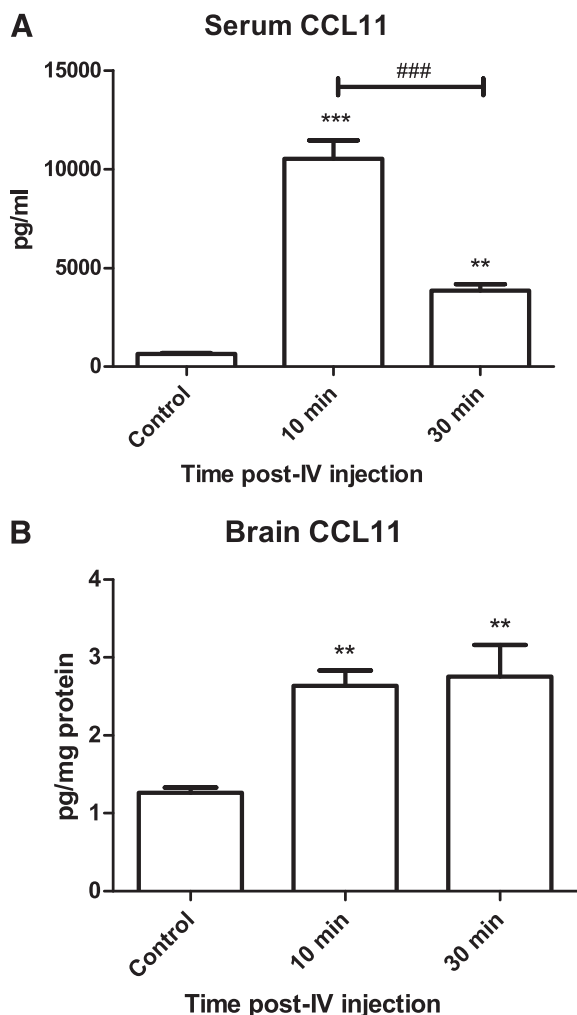 A
Serum CCL11
15000
###
***
10000
pg/ml
5000
**
0
Control
10 min
30 min
Time post-IV injection
B
Brain CCL11
4
**
3
**
pg/mg protein
2
1
0
Control
10 min
30 min
Time post-IV injection